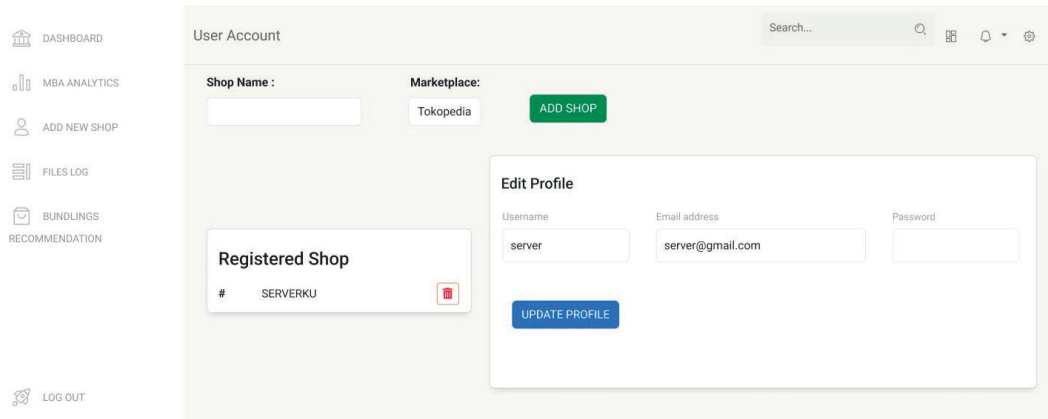 DASHBOARD
MBA ANALYTICS
ADD NEW SHOP
FILES LOG
BUNDLINGS
RECOMMENDATION
LOG OUT
User Account
Search...
Shop Name :
Marketplace:
Tokopedia
ADD SHOP
Registered Shop
# SERVERKU
Edit Profile
Username
Email address
Password
server
server@gmail.com
UPDATE PROFILE